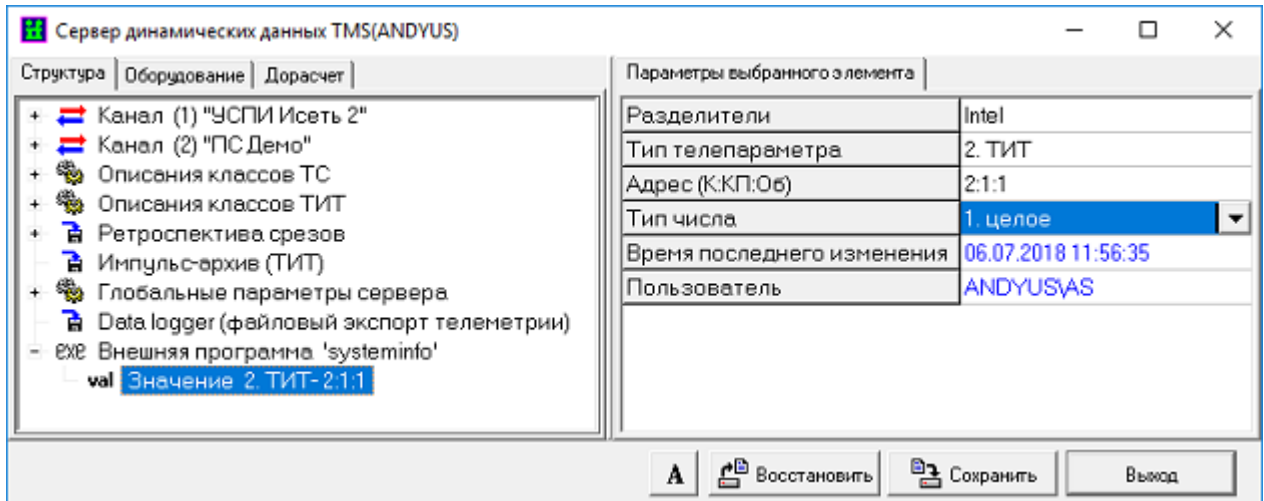 Сервер динамических данных TMS(ANDYUS)
Структура Оборудование Дорасчет
Канал (1) "УСПИ Исеть 2"
Канал (2) "ПС Демо"
Описания классов ТС
Описания классов ТИТ
Ретроспектива срезов
Импульс-архив (ТИТ)
Глобальные параметры сервера
Data logger (файловый экспорт телеметрии)
exe Внешняя программа 'systeminfo'
val Значение 2. ТИТ- 2:1:1
Параметры выбранного элемента
Разделители Intel
Тип телепараметра 2. ТИТ
Адрес (К:КП:Об) 2:1:1
Тип числа 1. целое
Время последнего изменения 06.07.2018 11:56:35
Пользователь ANDYUS\AS
A Восстановить Сохранить Выход